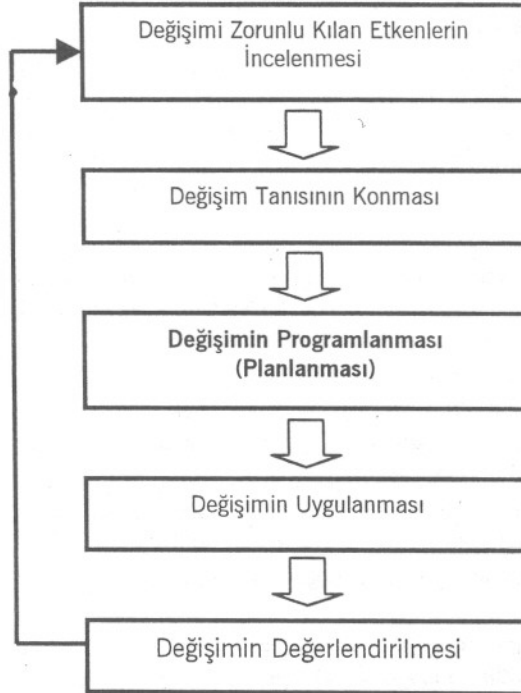 Değişimi Zorunlu Kılan Etkenlerin
İncelenmesi
Değişim Tanısının Konması
Değişimin Programlanması
(Planlanması)
Değişimin Uygulanması
Değişimin Değerlendirilmesi